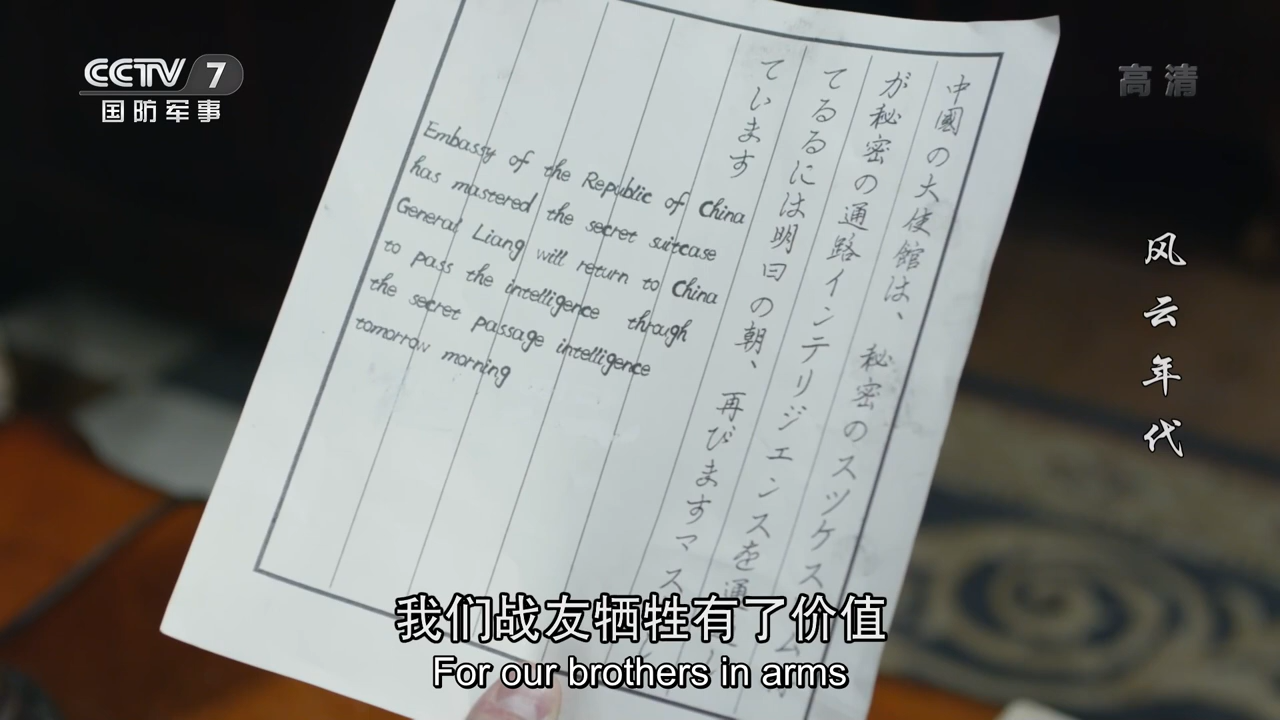 CCTV 7
国防军事
高清
中國の大使館は、秘密のスツケス
が秘密の通路インテリジエンスを通
てるるには明日の朝、再びますマス
ています
Embassy of the Republic of China
has mastered the secret suitcase
General Liang will return to China
to pass the intelligence through
the secret passage intelligence
tomorrow morning
风云年代
我们战友牺牲有了价值
For our brothers in arms